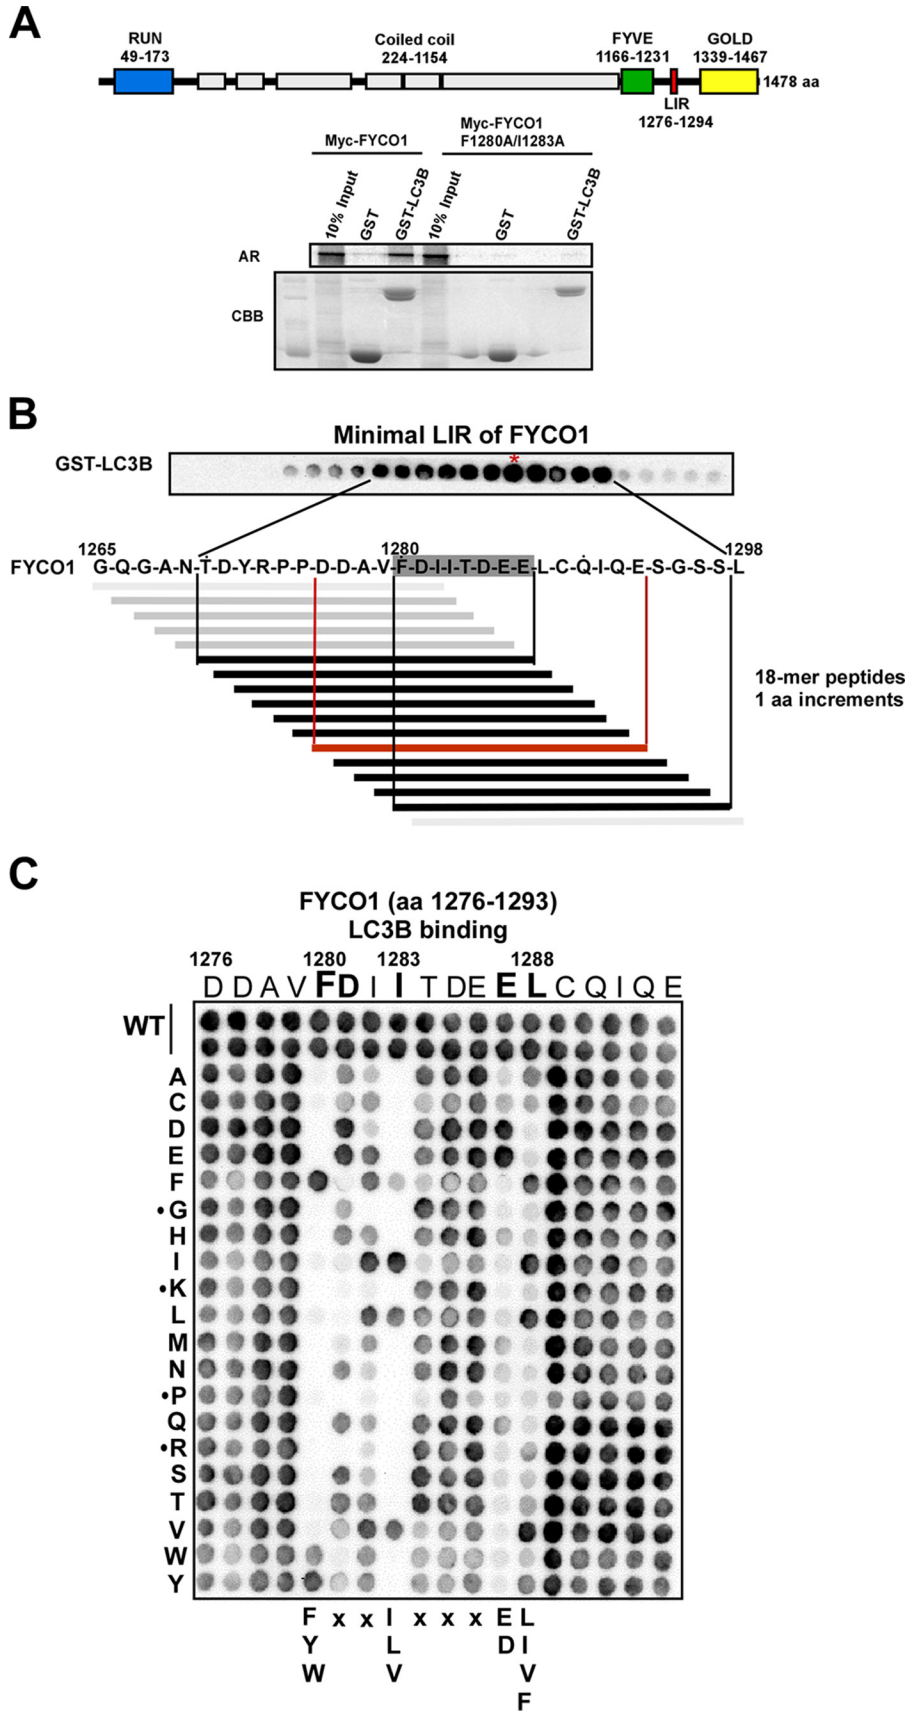 A
RUN
49-173
Coiled coil
224-1154
FYVE
1166-1231
GOLD
1339-1467
1478 aa
LIR
1276-1294
Myc-FYCO1
Myc-FYCO1
F1280A/I1283A
10% Input
GST
GST-LC3B
10% Input
GST
GST-LC3B
AR
CBB
B
Minimal LIR of FYCO1
*
GST-LC3B
1265
1280
1298
FYCO1 G-Q-G-A-N-T-D-Y-R-P-P-D-D-A-V-F-D-I-I-T-D-E-E-L-C-Q-I-Q-E-S-G-S-S-L
18-mer peptides
1 aa increments
C
FYCO1 (aa 1276-1293)
LC3B binding
1276 1280 1283 1288
D D A V F D I I T D E E L C Q I Q E
WT
A
C
D
E
F
•G
H
I
•K
L
M
N
•P
Q
•R
S
T
V
W
Y
F x x I x x x E L
Y L D I
W V V
F